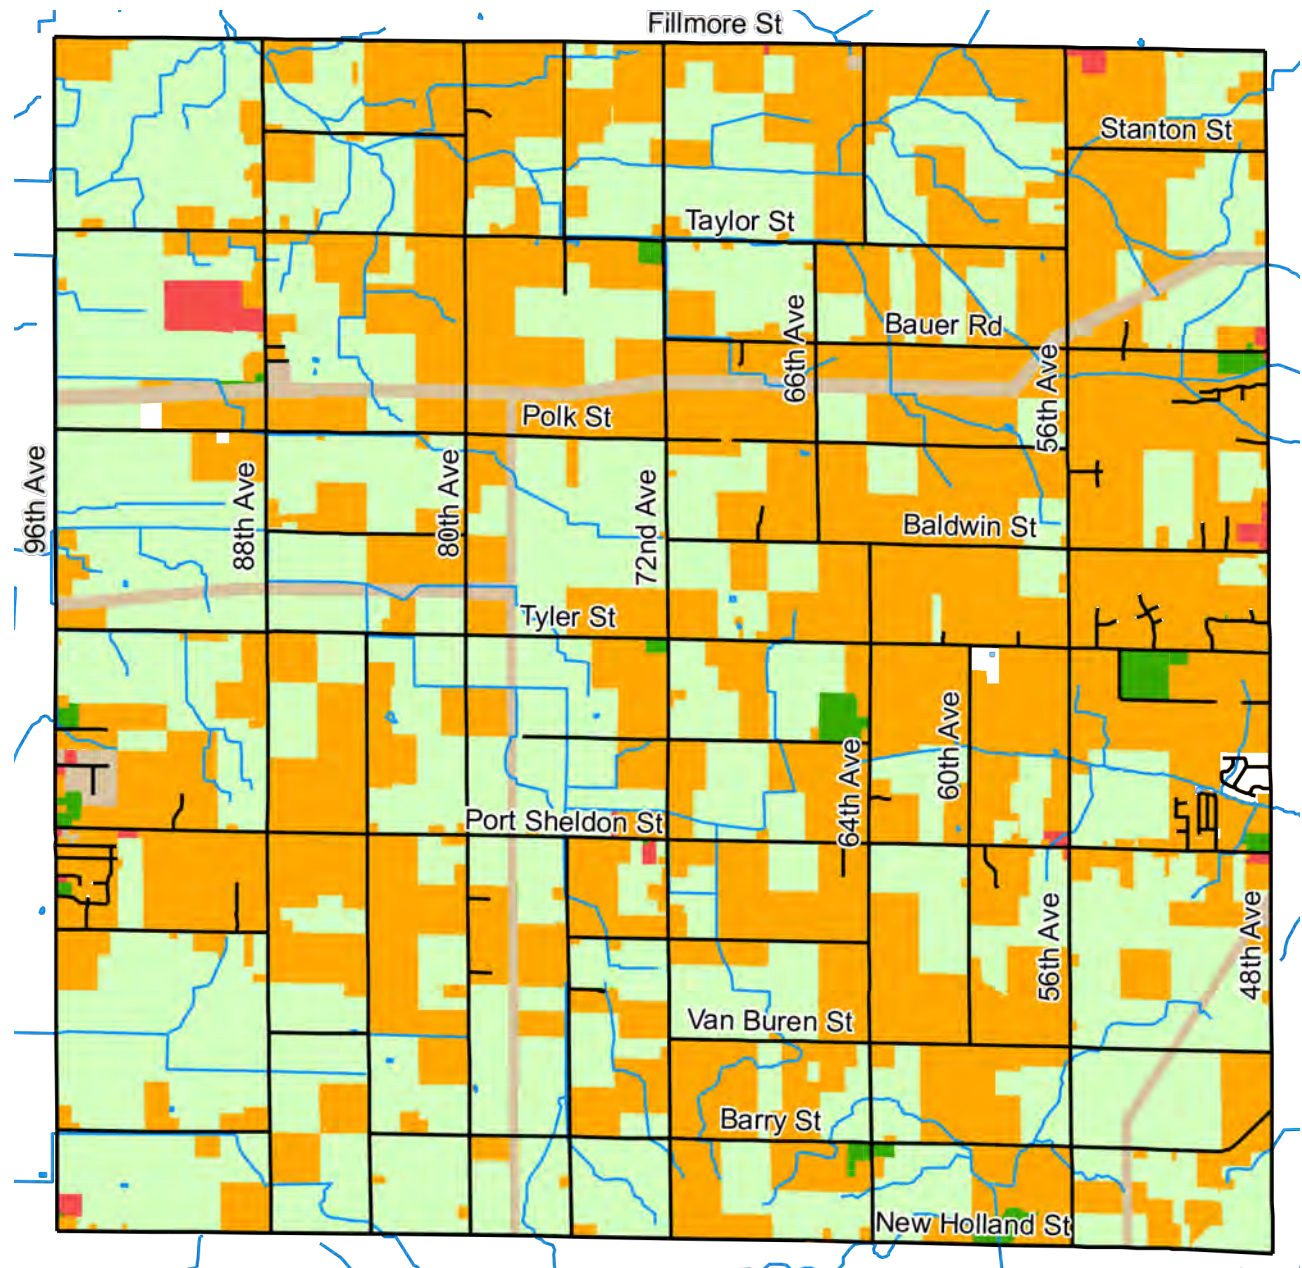 Fillmore St
Stanton St
Taylor St
66th Ave
Bauer Rd
56th Ave
Polk St
96th Ave
88th Ave
80th Ave
72nd Ave
Baldwin St
Tyler St
60th Ave
64th Ave
Port Sheldon St
56th Ave
48th Ave
Van Buren St
Barry St
New Holland St